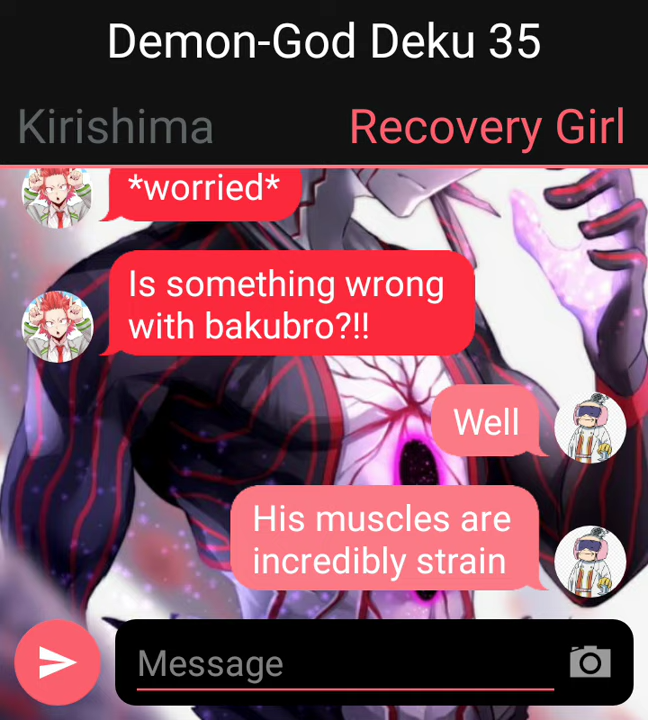 Demon-God Deku 35
Kirishima
Recovery Girl
*worried*
Is something wrong
with bakubro?!!
Well
His muscles are
incredibly strain
Message